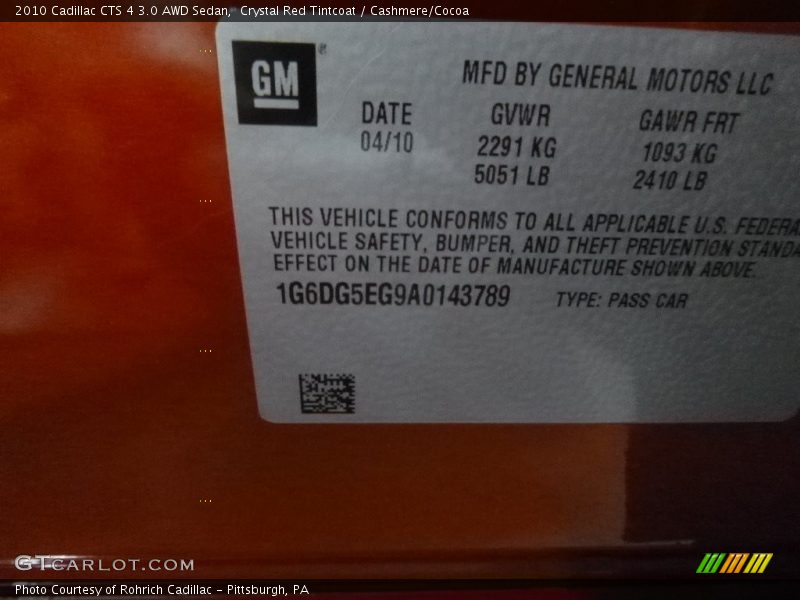 2010 Cadillac CTS 4 3.0 AWD Sedan,  Crystal Red Tintcoat / Cashmere/Cocoa
GM®
MFD BY GENERAL MOTORS LLC
DATE GVWR GAWR FRT
04/10 2291 KG 1093 KG
5051 LB 2410 LB
THIS VEHICLE CONFORMS TO ALL APPLICABLE U.S. FEDERA
VEHICLE SAFETY, BUMPER, AND THEFT PREVENTION STANDA
EFFECT ON THE DATE OF MANUFACTURE SHOWN ABOVE.
1G6DG5EG9A0143789 TYPE: PASS CAR
GTCARLOT.COM
Photo Courtesy of Rohrich Cadillac - Pittsburgh, PA